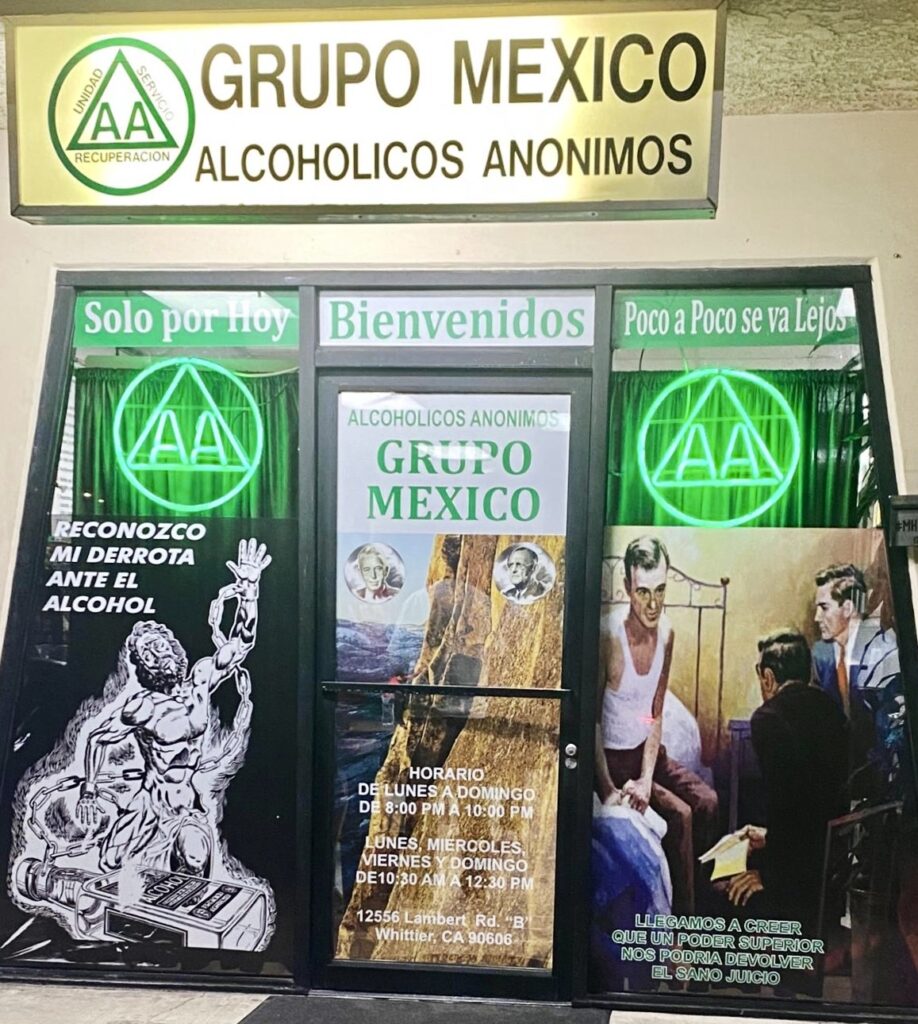 UNIDAD
SERVICIO
AA
RECUPERACION
GRUPO MEXICO
ALCOHOLICOS ANONIMOS
Solo por Hoy
Bienvenidos
Poco a Poco se va Lejos
AA
AA
ALCOHOLICOS ANONIMOS
GRUPO
MEXICO
RECONOZCO
MI DERROTA
ANTE EL
ALCOHOL
HORARIO
DE LUNES A DOMINGO
DE 8:00 PM A 10:00 PM
LUNES, MIERCOLES,
VIERNES Y DOMINGO
DE10:30 AM A 12:30 PM
12556 Lambert Rd. "B"
Whittier, CA 90606
LLEGAMOS A CREER
QUE UN PODER SUPERIOR
NOS PODRIA DEVOLVER
EL SANO JUICIO